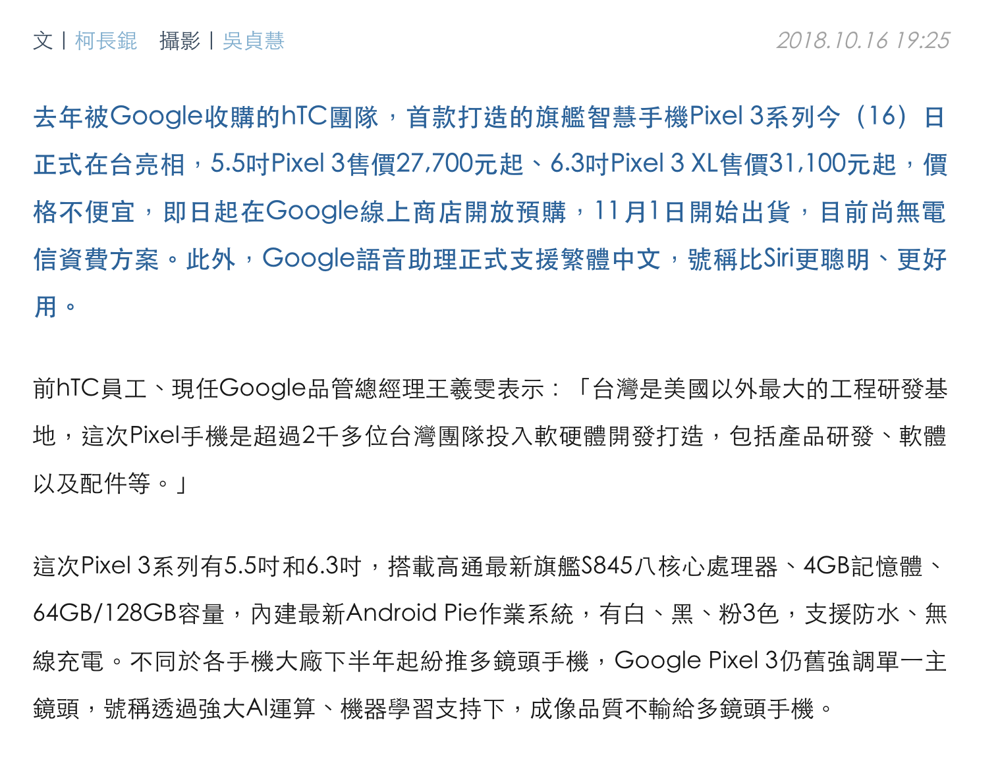 文｜柯長錕　攝影｜吳貞慧 2018.10.16 19:25
去年被Google收購的hTC團隊，首款打造的旗艦智慧手機Pixel 3系列今（16）日
正式在台亮相，5.5吋Pixel 3售價27,700元起、6.3吋Pixel 3 XL售價31,100元起，價
格不便宜，即日起在Google線上商店開放預購，11月1日開始出貨，目前尚無電
信資費方案。此外，Google語音助理正式支援繁體中文，號稱比Siri更聰明、更好
用。
前hTC員工、現任Google品管總經理王羲雯表示：「台灣是美國以外最大的工程研發基
地，這次Pixel手機是超過2千多位台灣團隊投入軟硬體開發打造，包括產品研發、軟體
以及配件等。」
這次Pixel 3系列有5.5吋和6.3吋，搭載高通最新旗艦S845八核心處理器、4GB記憶體、
64GB/128GB容量，內建最新Android Pie作業系統，有白、黑、粉3色，支援防水、無
線充電。不同於各手機大廠下半年起紛推多鏡頭手機，Google Pixel 3仍舊強調單一主
鏡頭，號稱透過強大AI運算、機器學習支持下，成像品質不輸給多鏡頭手機。